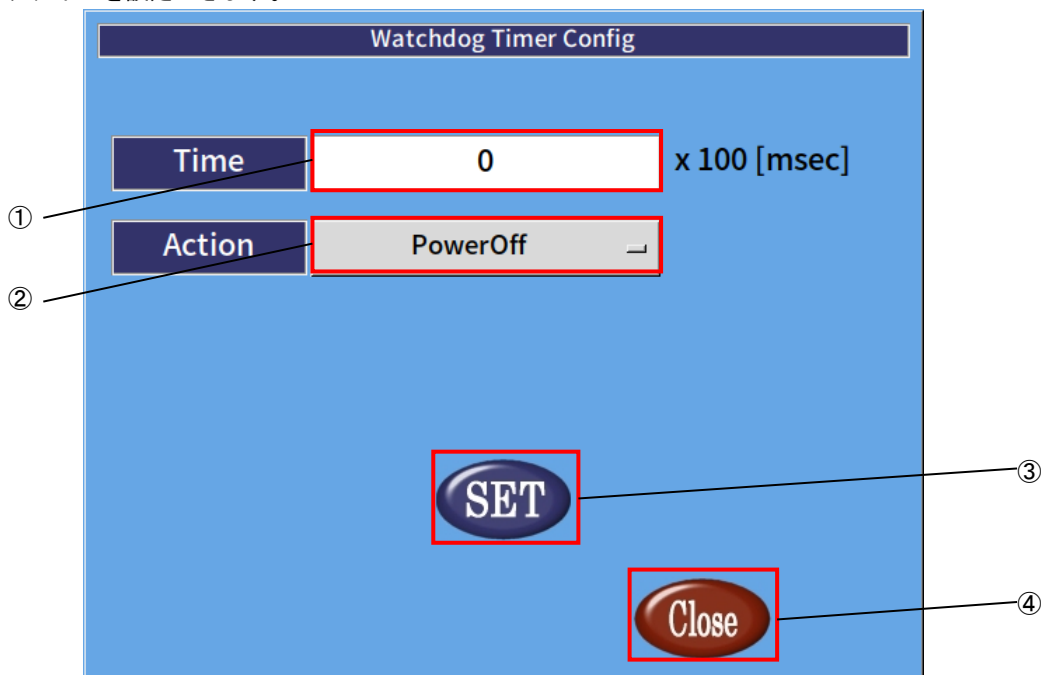 Watchdog Timer Config
Time 0 x 100 [msec]
①
Action PowerOff
②
SET
③
Close
④